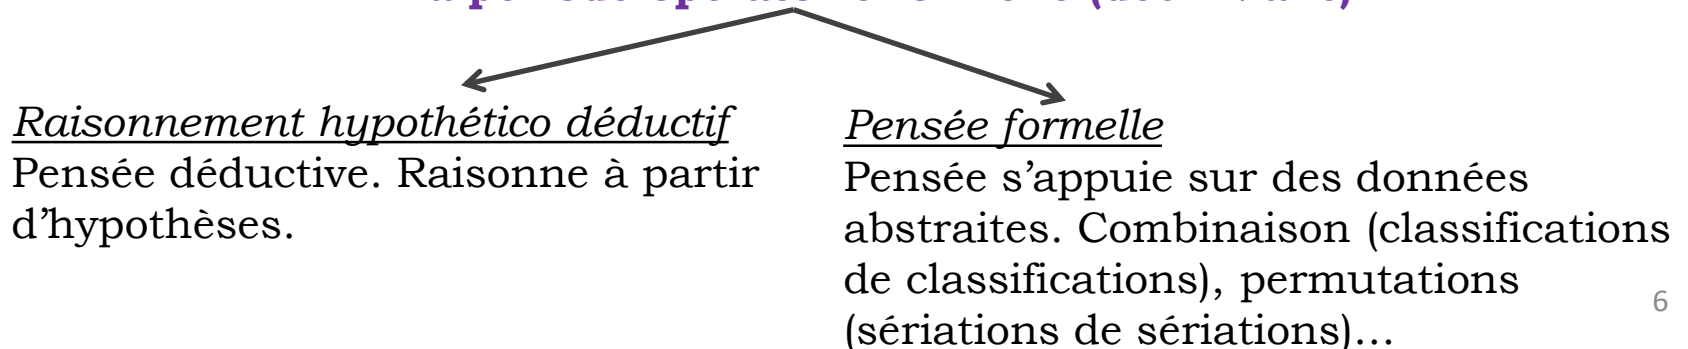 Raisonnement hypothético déductif
Pensée déductive. Raisonne à partir
d’hypothèses.
Pensée formelle
Pensée s’appuie sur des données
abstraites. Combinaison (classifications
de classifications), permutations
(sériations de sériations)…
6